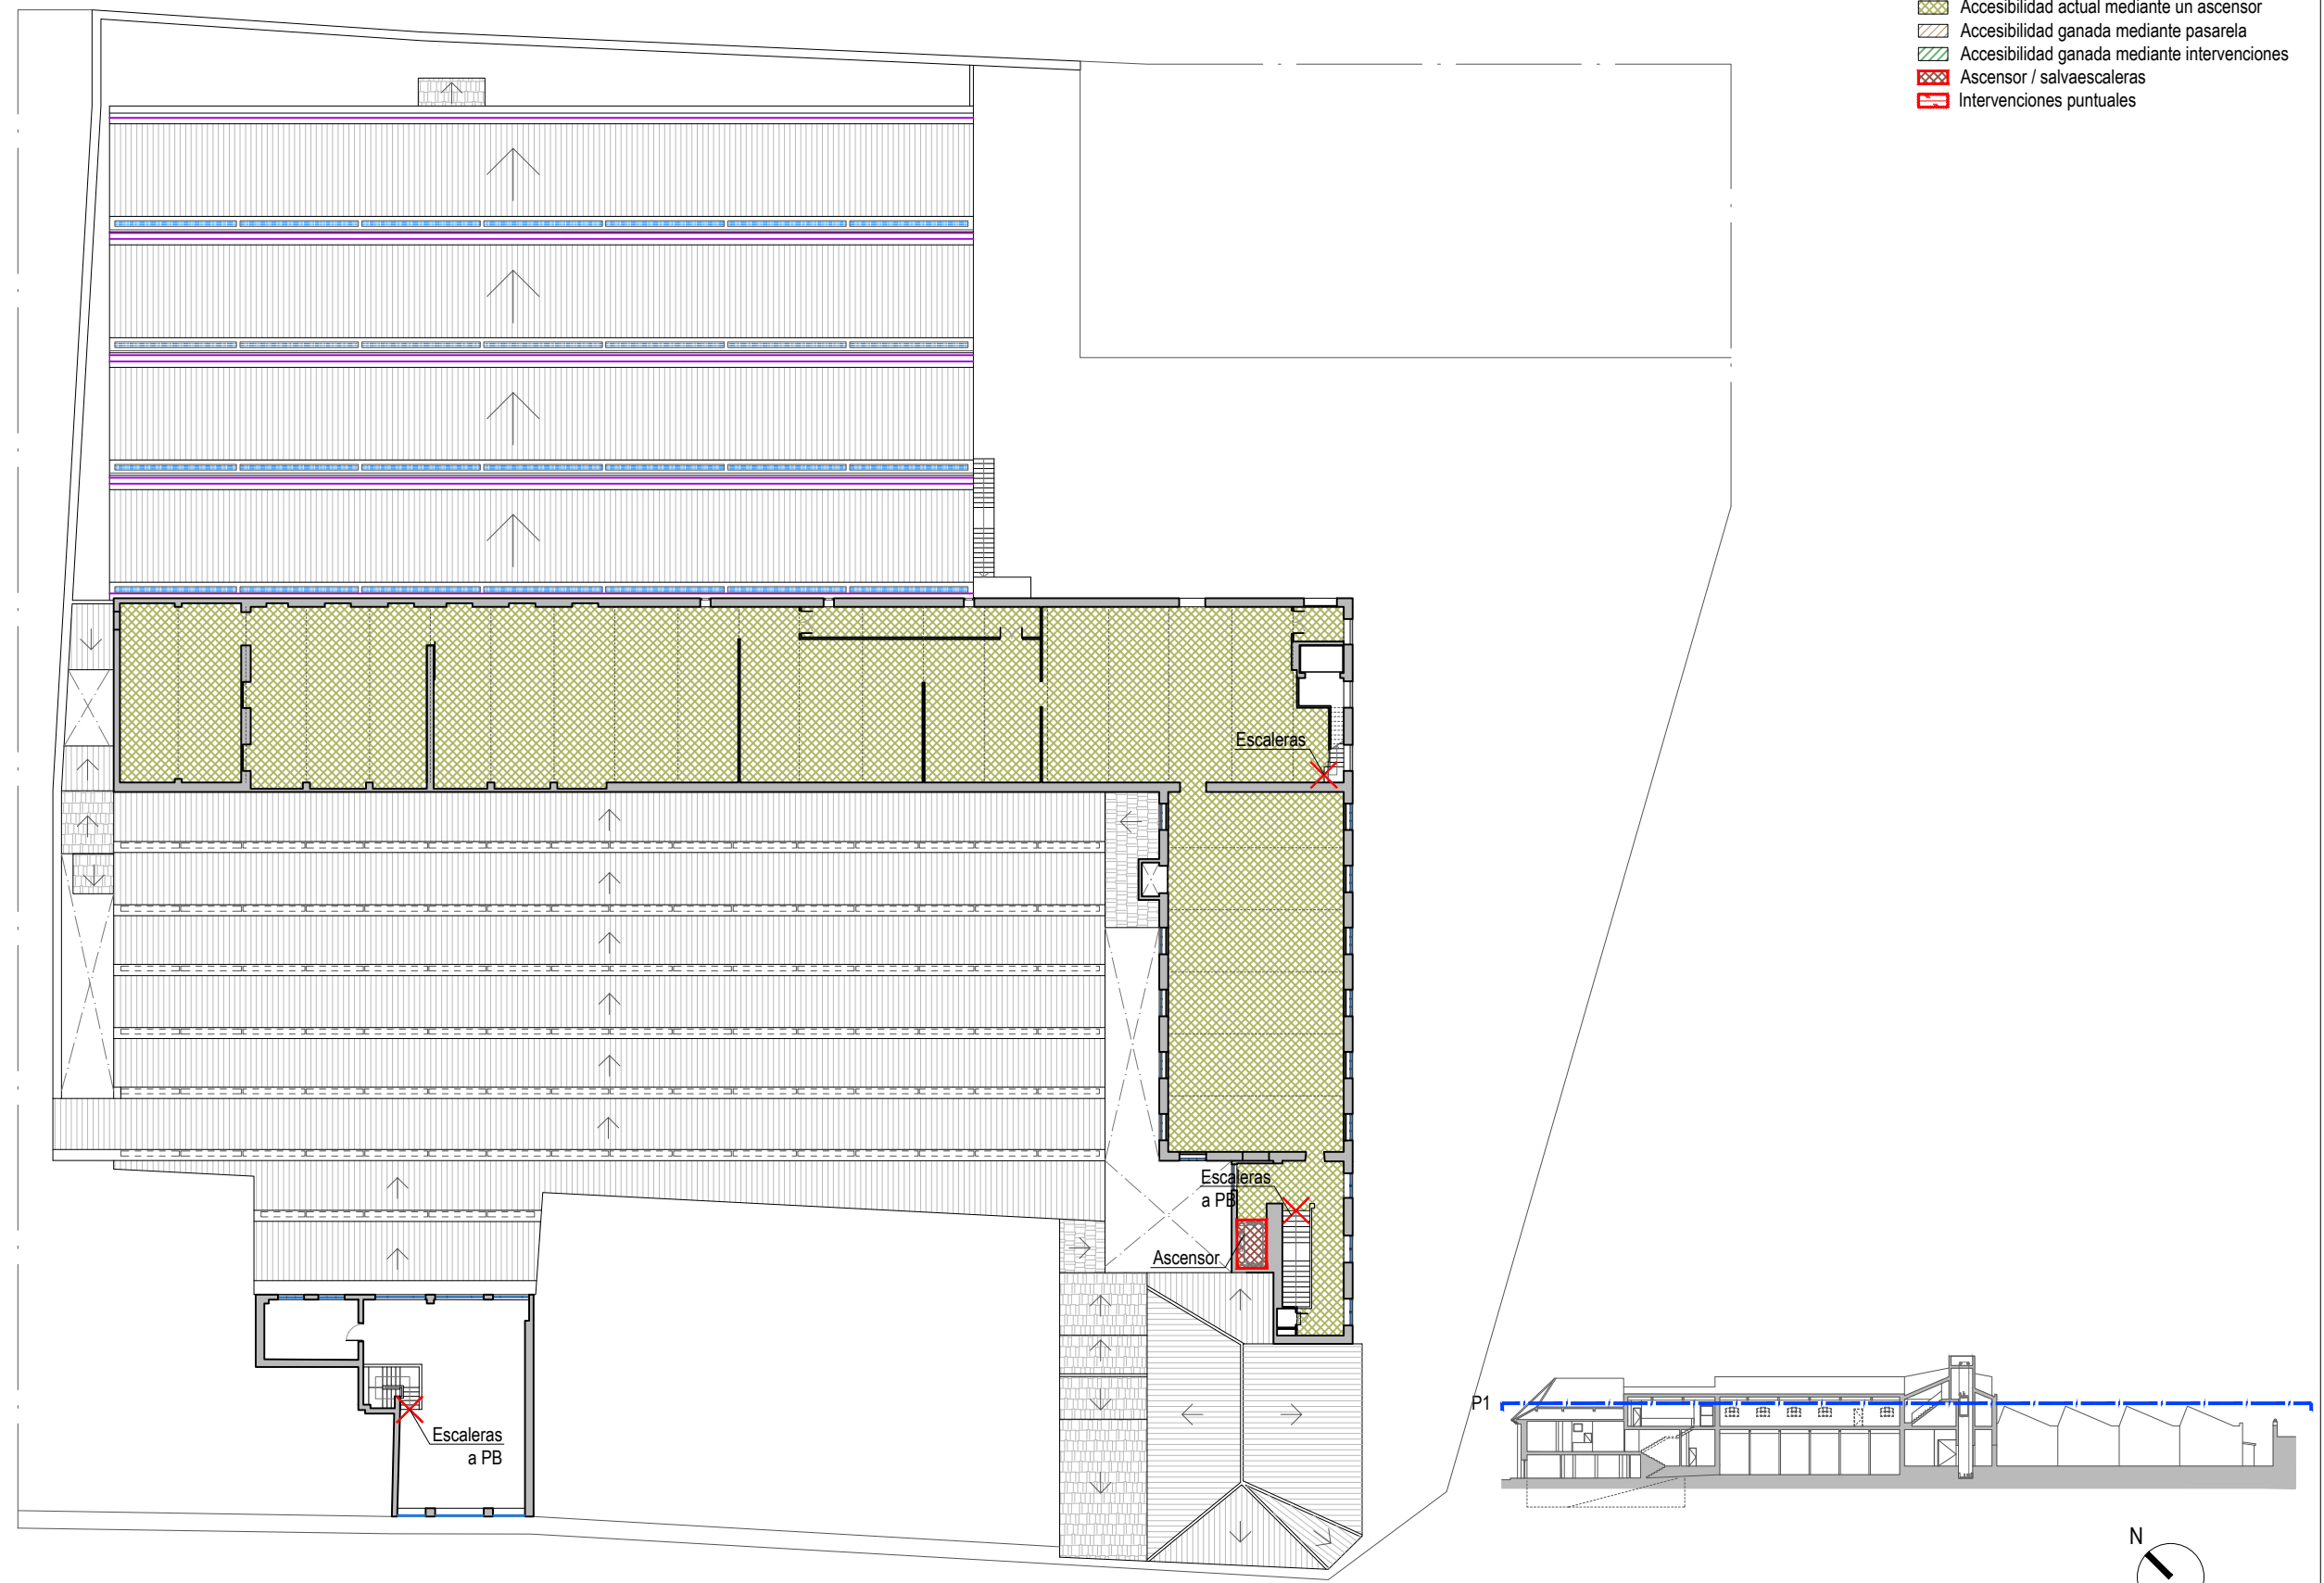 Accesibilidad actual mediante un ascensor
Accesibilidad ganada mediante pasarela
Accesibilidad ganada mediante intervenciones
Ascensor / salvaescaleras
Intervenciones puntuales
Escaleras
Escaleras
a PB
Ascensor
Escaleras
a PB
P1
N